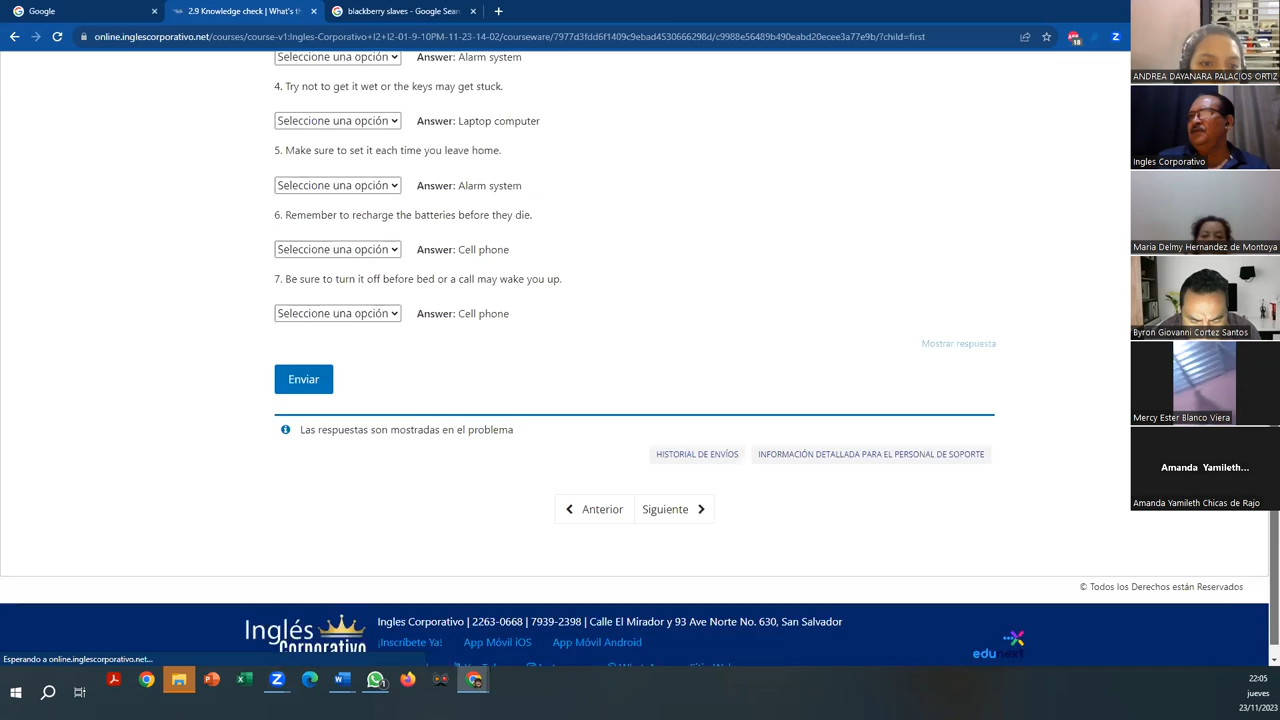 Google
2.9 Knowledge check | What's th
blackberry slaves - Google Sear
online.inglescorporativo.net/courses/course-v1:Ingles-Corporativo+I2+I2-01-9-10PM-11-23-14-02/courseware/7977d3fdd6f1409c9ebad4530666298d/c9988e56489b490eabd20ecee3a77e9b/?child=first
Seleccione una opción Answer: Alarm system
4. Try not to get it wet or the keys may get stuck.
Seleccione una opción Answer: Laptop computer
5. Make sure to set it each time you leave home.
Seleccione una opción Answer: Alarm system
6. Remember to recharge the batteries before they die.
Seleccione una opción Answer: Cell phone
7. Be sure to turn it off before bed or a call may wake you up.
Seleccione una opción Answer: Cell phone
Mostrar respuesta
Enviar
Las respuestas son mostradas en el problema
HISTORIAL DE ENVÍOS INFORMACIÓN DETALLADA PARA EL PERSONAL DE SOPORTE
Anterior Siguiente
© Todos los Derechos están Reservados
Inglés Corporativo
Ingles Corporativo | 2263-0668 | 7939-2398 | Calle El Mirador y 93 Ave Norte No. 630, San Salvador
¡Inscríbete Ya! App Móvil iOS App Móvil Android
edunext
Esperando a online.inglescorporativo.net...
ANDREA DAYANARA PALACIOS ORTIZ
Ingles Corporativo
Maria Delmy Hernandez de Montoya
Byron Giovanni Cortez Santos
Mercy Ester Blanco Viera
Amanda Yamileth...
Amanda Yamileth Chicas de Rajo
22:05
jueves
23/11/2023